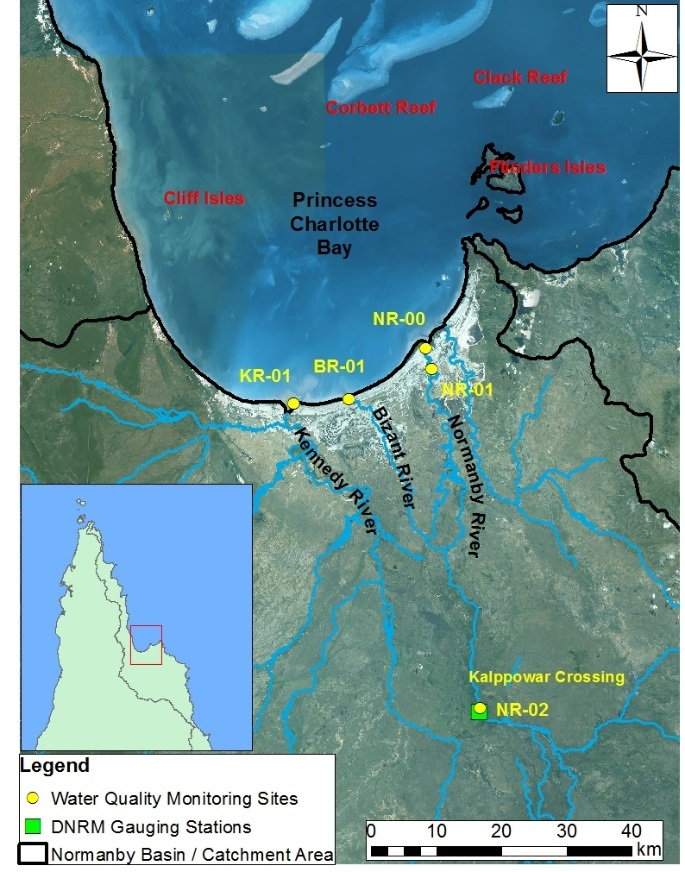 N
Clack Reef
Corbett Reef
Flinders Isles
Cliff Isles
Princess
Charlotte
Bay
NR-00
BR-01
KR-01
NR-01
Kennedy River
Bizant River
Normanby River
Kalppowar Crossing
NR-02
Legend
Water Quality Monitoring Sites
DNRM Gauging Stations
Normanby Basin / Catchment Area
0 10 20 30 40
km